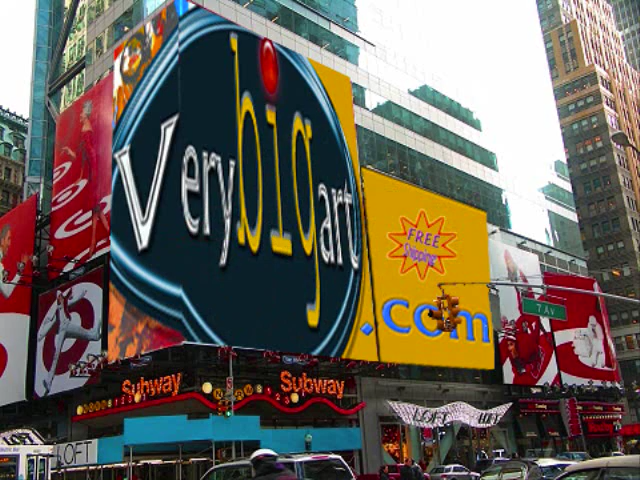 Verybigart
FREE
Shipping
.com
7 Av
Subway
Subway
LOFT
LOFT